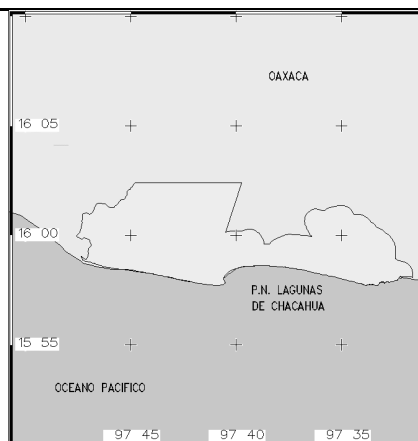 OAXACA
16 05
16 00
P.N. LAGUNAS
DE CHACAHUA
15 55
OCEANO PACIFICO
97 45
97 40
97 35